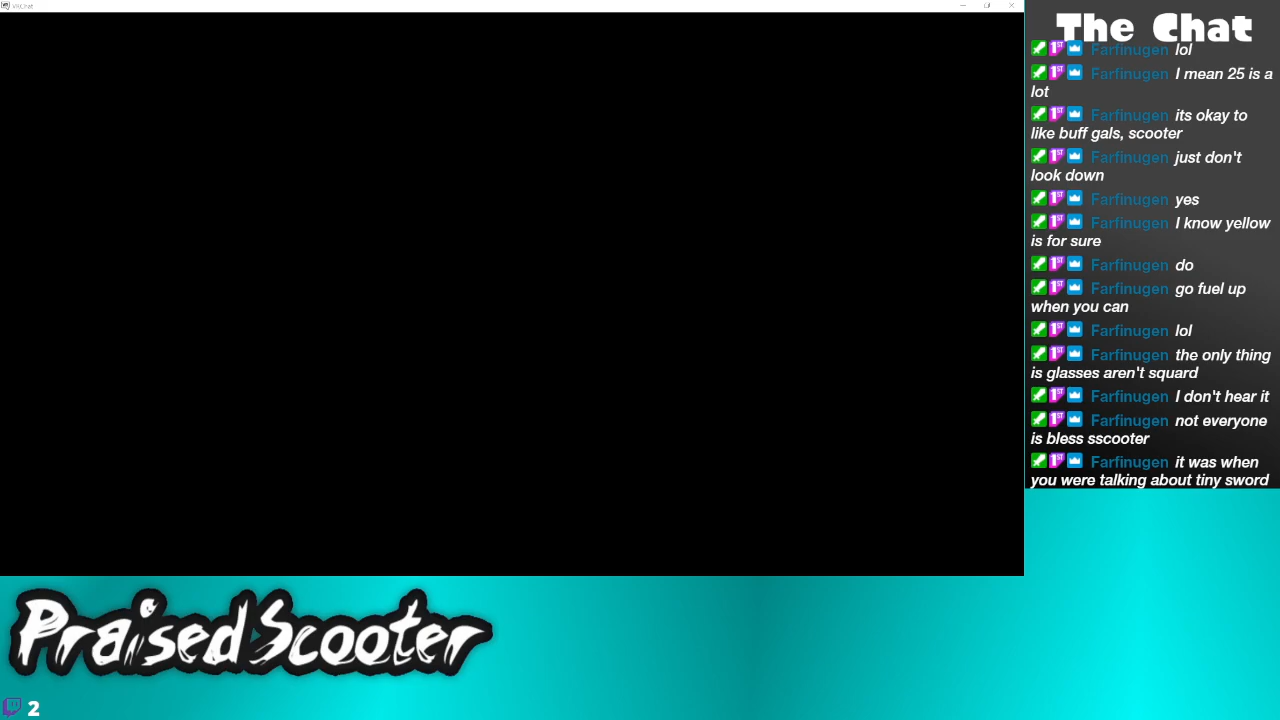 VRChat
The Chat
Farfinugen lol
Farfinugen I mean 25 is a
lot
Farfinugen its okay to
like buff gals, scooter
Farfinugen just don't
look down
Farfinugen yes
Farfinugen I know yellow
is for sure
Farfinugen do
Farfinugen go fuel up
when you can
Farfinugen lol
Farfinugen the only thing
is glasses aren't squard
Farfinugen I don't hear it
Farfinugen not everyone
is bless sscooter
Farfinugen it was when
you were talking about tiny sword
PraisedScooter
2